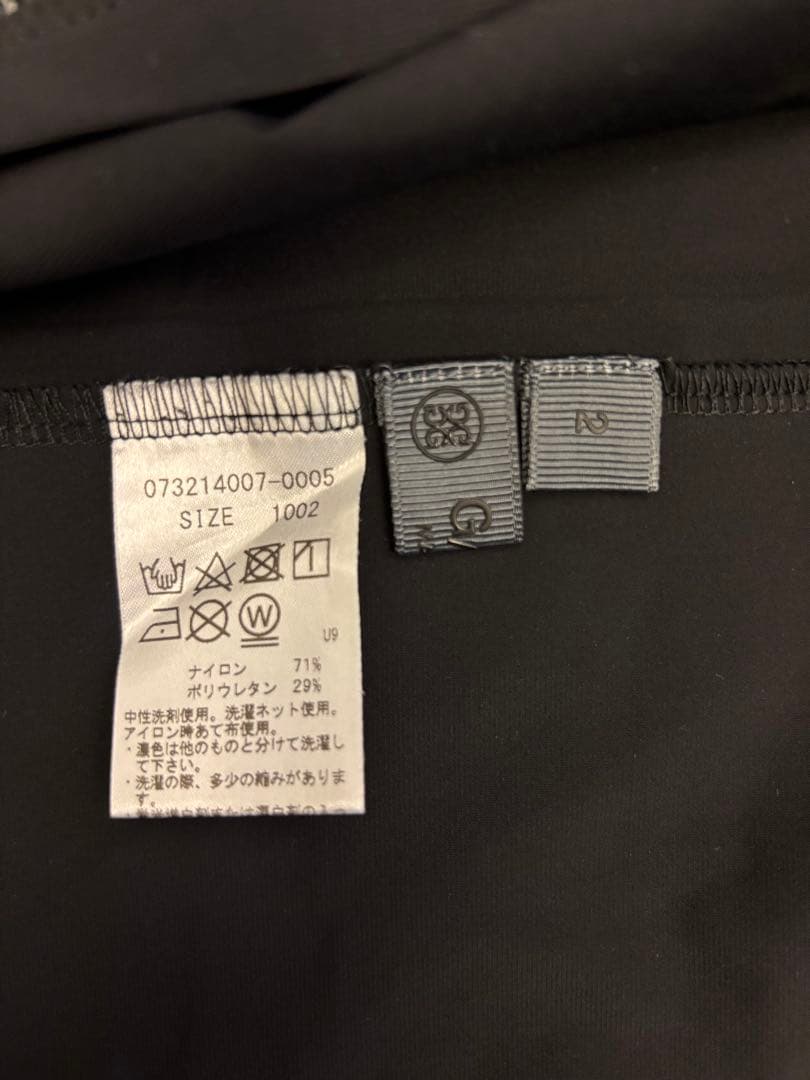 073214007-0005
SIZE 1002
W
U9
ナイロン 71%
ポリウレタン 29%
中性洗剤使用。洗濯ネット使用。
アイロン時あて布使用。
・濃色は他のものと分けて洗濯し
て下さい。
・洗濯の際、多少の縮みがありま
す。
2